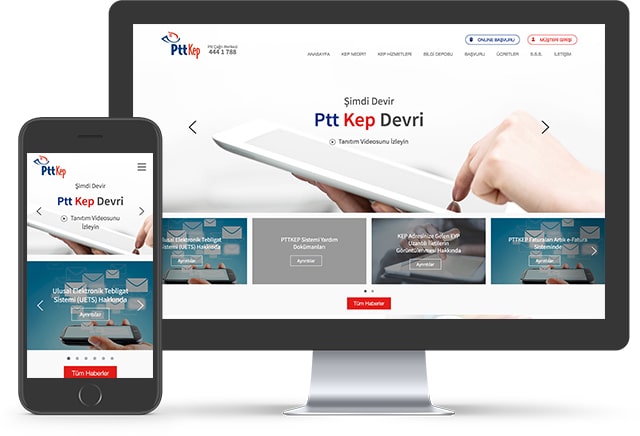 Ptt Kep
Ptt Çağrı Merkezi
444 1 788
ONLINE BAŞVURU
MÜŞTERİ GİRİŞİ
ANASAYFA
KEP NEDİR?
KEP HİZMETLERİ
BİLGİ DEPOSU
BAŞVURU
ÜCRETLER
S.S.S.
İLETİŞİM
Şimdi Devir
Ptt Kep Devri
Tanıtım Videosunu İzleyin
Ulusal Elektronik Tebligat
Sistemi (UETS) Hakkında
Ayrıntılar
PTTKEP Sistemi Yardım
Dokümanları
Ayrıntılar
KEP Adresinize Gelen EYP
Uzantılı İletilerin
Görüntülenmesi Hakkında
Ayrıntılar
PTTKEP Faturaları Artık e-Fatura
Sisteminde
Ayrıntılar
Tüm Haberler
Ptt Kep
Şimdi Devir
Ptt Kep Devri
Tanıtım Videosunu
İzleyin
Ulusal Elektronik Tebligat
Sistemi (UETS) Hakkında
Ayrıntılar
Tüm Haberler